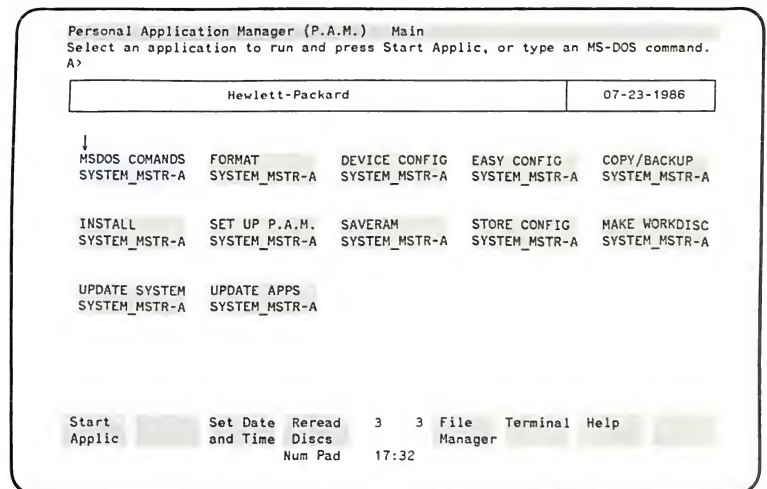 Personal Application Manager (P.A.M.) Main
Select an application to run and press Start Applic, or type an MS-DOS command.
A>
Hewlett-Packard 07-23-1986
MSDOS COMANDS FORMAT DEVICE CONFIG EASY CONFIG COPY/BACKUP
SYSTEM_MSTR-A SYSTEM_MSTR-A SYSTEM_MSTR-A SYSTEM_MSTR-A SYSTEM_MSTR-A
INSTALL SET UP P.A.M. SAVERAM STORE CONFIG MAKE WORKDISC
SYSTEM_MSTR-A SYSTEM_MSTR-A SYSTEM_MSTR-A SYSTEM_MSTR-A SYSTEM_MSTR-A
UPDATE SYSTEM UPDATE APPS
SYSTEM_MSTR-A SYSTEM_MSTR-A
Start Set Date Reread 3 3 File Terminal Help
Applic and Time Discs Manager
Num Pad 17:32